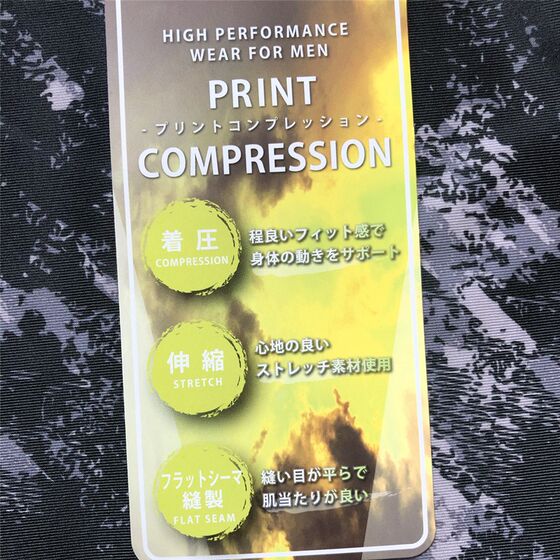 HIGH PERFORMANCE
WEAR FOR MEN
PRINT
- プリントコンプレッション -
COMPRESSION
着圧
COMPRESSION
程良いフィット感で
身体の動きをサポート
伸縮
STRETCH
心地の良い
ストレッチ素材使用
フラットシーマ
縫製
FLAT SEAM
縫い目が平らで
肌当たりが良い